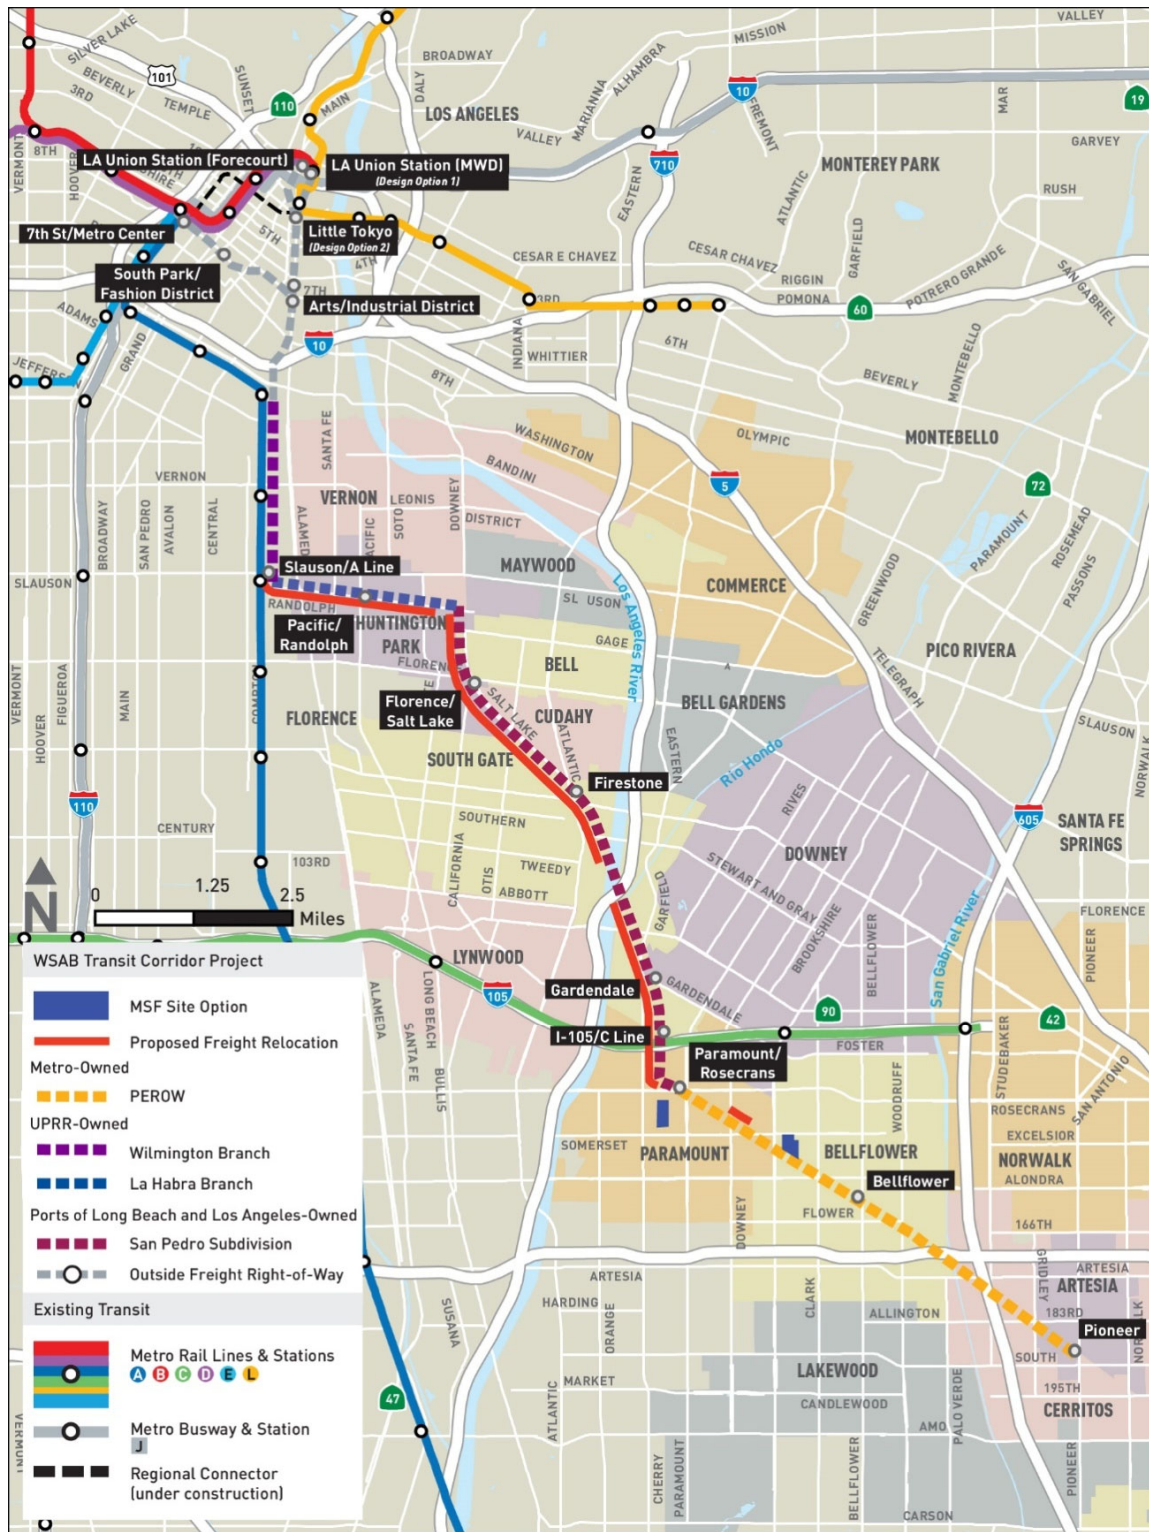 SILVER LAKE
BEVERLY
3RD
TEMPLE
SUNSET
101
110
MAIN
BROADWAY
DALY
LOS ANGELES
VALLEY
MARIANNA
ALHAMBRA
MISSION
VALLEY
10
FREMONT
MAR
19
GARVEY
710
EASTERN
MONTEREY PARK
ATLANTIC
RUSH
VERMONT
8TH
HOOVER
LA Union Station (Forecourt)
LA Union Station (MWD)
(Design Option 1)
7th St/Metro Center
5TH
Little Tokyo
(Design Option 2)
4TH
CESAR E CHAVEZ
CESAR CHAVEZ
RIGGIN
POMONA
GARFIELD
POTRERO GRANDE
SAN GABRIEL
60
South Park/
Fashion District
7TH
Arts/Industrial District
3RD
INDIANA
ADAMS
GRAND
JEFFERSON
10
WHITTIER
6TH
8TH
BEVERLY
MONTEBELLO
MONTEBELLO
WASHINGTON
OLYMPIC
BANDINI
SANTA FE
5
72
VERNON
VERNON
LEONIS
SOTO
DOWNEY
DISTRICT
PACIFIC
BROADWAY
SAN PEDRO
AVALON
CENTRAL
PARAMOUNT
ROSEMEAD
PASSONS
GREENWOOD
SLAUSON
Slauson/A Line
MAYWOOD
COMMERCE
Los Angeles River
RANDOLPH
HUNTINGTON
PARK
Pacific/
Randolph
GAGE
BELL
TELEGRAPH
PICO RIVERA
VERMONT
HOOVER
FIGUEROA
MAIN
COMPTON
FLORENCE
Florence/
Salt Lake
SALT LAKE
CUDAHY
BELL GARDENS
SLAUSON
NORWALK
SOUTH GATE
ATLANTIC
EASTERN
Rio Hondo
Firestone
110
CENTURY
103RD
SOUTHERN
TWEEDY
ABBOTT
CALIFORNIA
OTIS
RIVES
DOWNEY
605
SANTA FE
SPRINGS
STEWART AND GRAY
BROOKSHIRE
GARFIELD
BELLFLOWER
San Gabriel River
FLORENCE
PIONEER
N
0
1.25
2.5
Miles
LYNWOOD
105
Gardendale
GARDENDALE
I-105/C Line
90
42
FOSTER
Paramount/
Rosecrans
STUDEBAKER
SAN ANTONIO
WOODRUFF
ROSECRANS
EXCELSIOR
NORWALK
ALONDRA
166TH
ALAMEDA
SANTA FE
LONG BEACH
BULLIS
SOMERSET
PARAMOUNT
BELLFLOWER
Bellflower
FLOWER
DOWNEY
ARTESIA
GRIDLEY
ARTESIA
ARTESIA
183RD
Pioneer
SOUTH
195TH
CERRITOS
HARDING
ORANGE
CLARK
ALLINGTON
LAKEWOOD
CANDLEWOOD
MARKET
ATLANTIC
SUSANA
47
PALO VERDE
AMO
CHERRY
PARAMOUNT
BELLFLOWER
CARSON
PIONEER
WSAB Transit Corridor Project
MSF Site Option
Proposed Freight Relocation
Metro-Owned
PEROW
UPRR-Owned
Wilmington Branch
La Habra Branch
Ports of Long Beach and Los Angeles-Owned
San Pedro Subdivision
Outside Freight Right-of-Way
Existing Transit
Metro Rail Lines & Stations
A B C D E L
Metro Busway & Station
J
Regional Connector
(under construction)